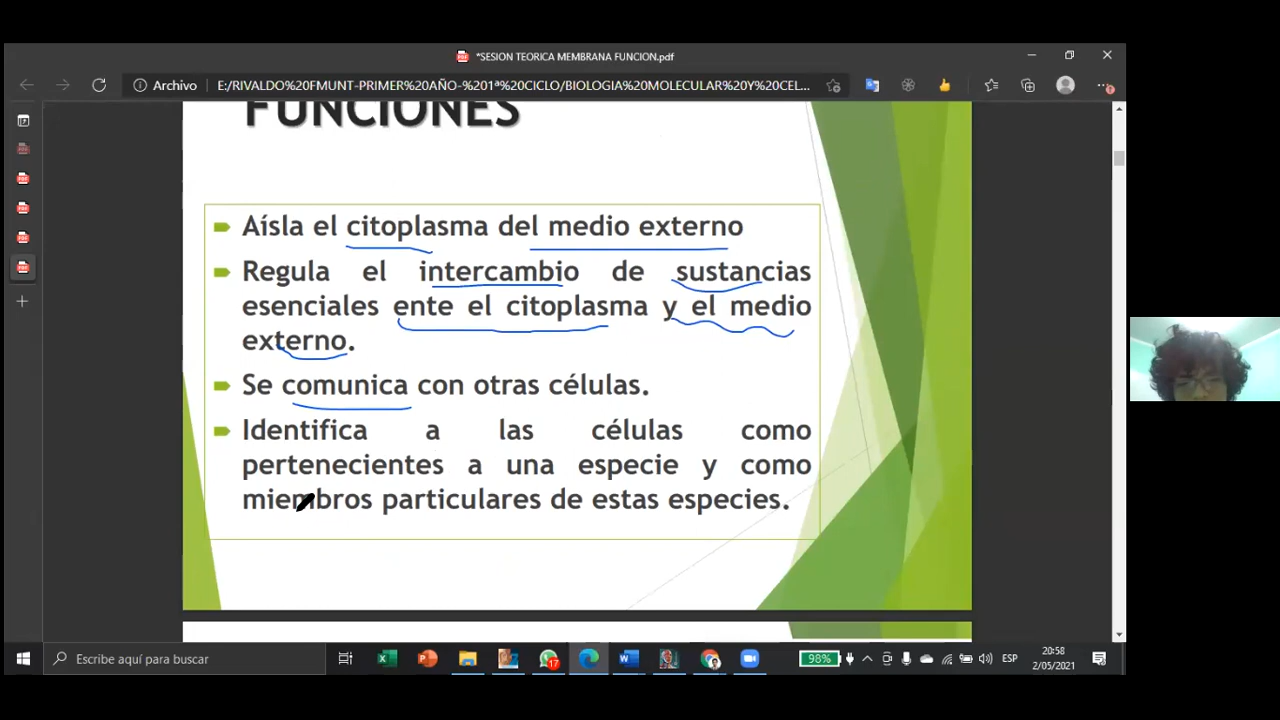 *SESION TEORICA MEMBRANA FUNCION.pdf
Archivo E:/RIVALDO%20FMUNT-PRIMER%20AÑO-%201ª%20CICLO/BIOLOGIA%20MOLECULAR%20Y%20CEL...
FUNCIONES
Aísla el citoplasma del medio externo
Regula el intercambio de sustancias
esenciales ente el citoplasma y el medio
externo.
Se comunica con otras células.
Identifica a las células como
pertenecientes a una especie y como
miembros particulares de estas especies.
Escribe aquí para buscar
17
98%
ESP
20:58
2/05/2021